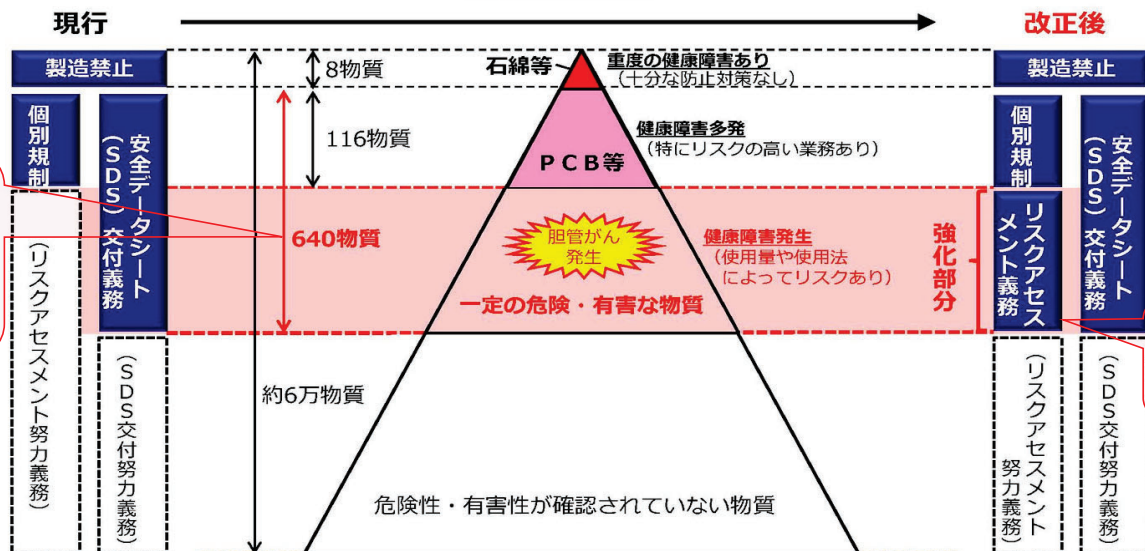 現行
改正後
製造禁止
個別規制
安全データシート
(SDS)交付義務
(リスクアセスメント努力義務)
(SDS交付努力義務)
8物質
116物質
640物質
約6万物質
石綿等
重度の健康障害あり
(十分な防止対策なし)
PCB等
健康障害多発
(特にリスクの高い業務あり)
胆管がん
発生
健康障害発生
(使用量や使用法
によってリスクあり)
一定の危険・有害な物質
危険性・有害性が確認されていない物質
強化部分
製造禁止
個別規制
リスクアセス
メント義務
安全データシート
(SDS)交付義務
(リスクアセスメント
努力義務)
(SDS交付努力義務)